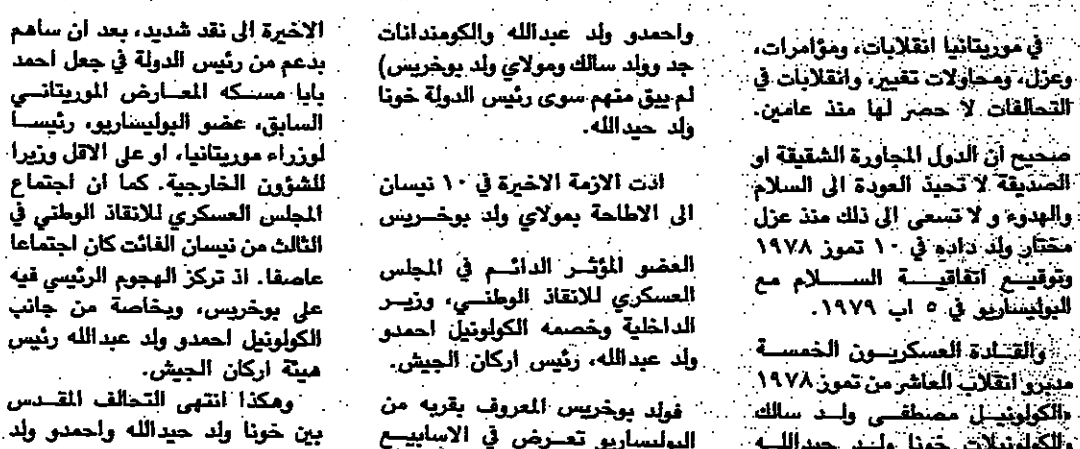 في موريتانيا انقلابات، ومؤامرات،
وعزل، ومحاولات تغيير، وانقلابات في
التحالفات لا حصر لها منذ عامين.
صحيح ان الدول المجاورة الشقيقة او
الصديقة لا تحبذ العودة الى السلام
والهدوء و لا تسعى الى ذلك منذ عزل
مختار ولد داده في ١٠ تموز ١٩٧٨
وتوقيع اتفاقية السلام مع
البوليساريو في ٥ اب ١٩٧٩.
والقادة العسكريون الخمسة
مدبرو انقلاب العاشر من تموز ١٩٧٨
الكولونيل مصطفى ولد سالك
والكولونيلات خونا ولد حيدالله
واحمدو ولد عبدالله والكومندانات
جد وولد سالك ومولاي ولد بوخريس)
لم يبق منهم سوى رئيس الدولة خونا
ولد حيدالله.
ادت الازمة الاخيرة في ١٠ نيسان
الى الاطاحة بمولاي ولد بوخريس
العضو المؤثر الدائم في المجلس
العسكري للانقاذ الوطني، وزير
الداخلية وخصمه الكولونيل احمدو
ولد عبدالله، رئيس اركان الجيش.
فولد بوخريس المعروف بقربه من
البوليساريو تعرض في الاسابيع
الاخيرة الى نقد شديد، بعد ان ساهم
بدعم من رئيس الدولة في جعل احمد
بابا مسكه المعارض الموريتاني
السابق، عضو البوليساريو، رئيسا
لوزراء موريتانيا، او على الاقل وزيرا
للشؤون الخارجية. كما ان اجتماع
المجلس العسكري للانقاذ الوطني في
الثالث من نيسان الفائت كان اجتماعا
عاصفا. اذ تركز الهجوم الرئيسي فيه
على بوخريس، وبخاصة من جانب
الكولونيل احمدو ولد عبدالله رئيس
هيئة اركان الجيش.
وهكذا انتهى التحالف المقدس
بين خونا ولد حيدالله واحمدو ولد